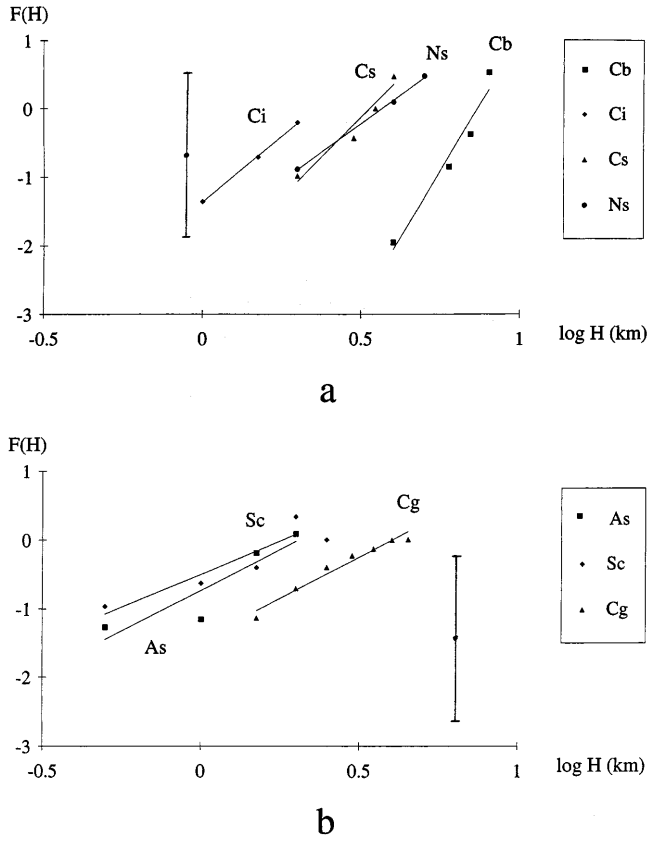 F(H)
1
0
-1
-2
-3
-0.5 0 0.5 1
log H (km)
Ci
Cs
Ns
Cb
Cb
Ci
Cs
Ns
a
F(H)
1
0
-1
-2
-3
-0.5 0 0.5 1
log H (km)
Sc
As
Cg
As
Sc
Cg
b